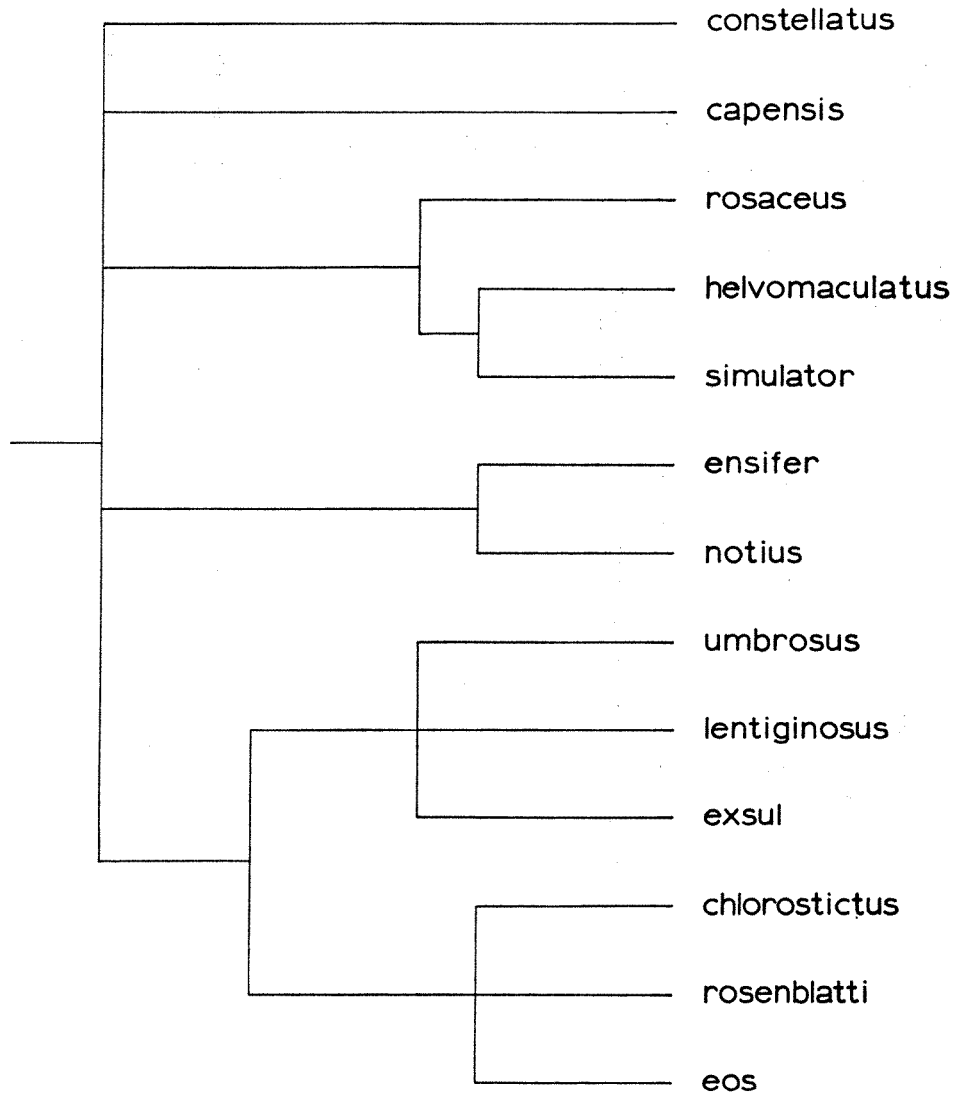 constellatus
capensis
rosaceus
helvomaculatus
simulator
ensifer
notius
umbrosus
lentiginosus
exsul
chlorostictus
rosenblatti
eos